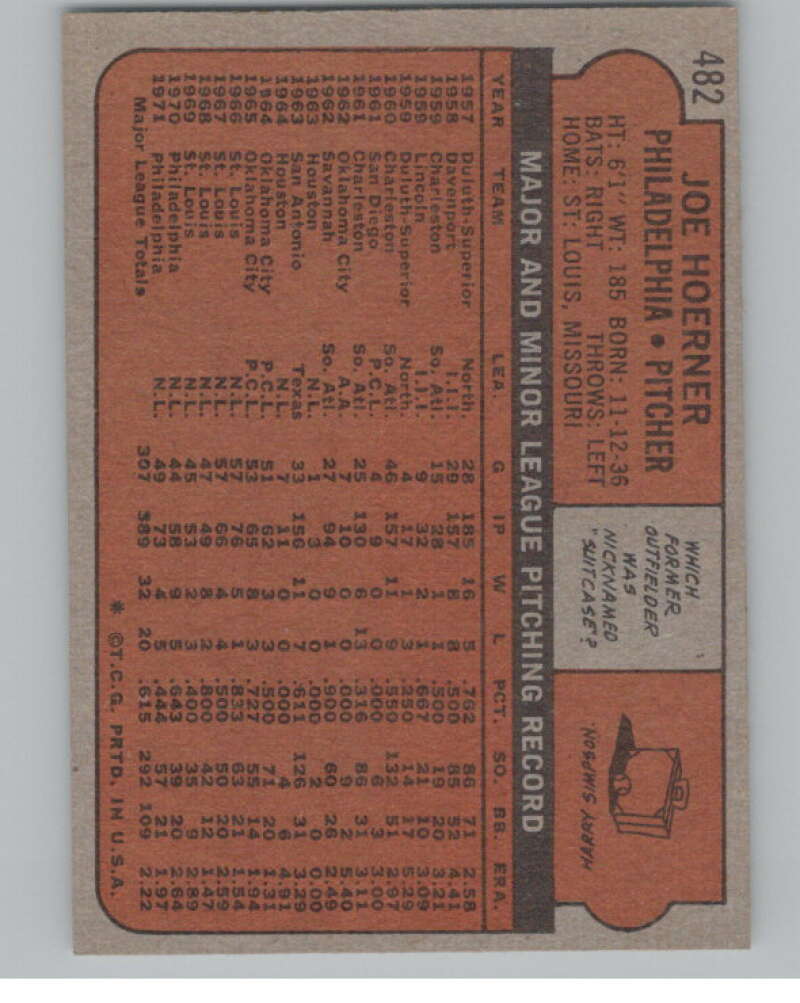 482
JOE HOERNER
PHILADELPHIA • PITCHER
HT: 6'1" WT: 185 BORN: 11-12-36
BATS: RIGHT THROWS: LEFT
HOME: ST. LOUIS, MISSOURI
WHICH
FORMER
OUTFIELDER
WAS
NICKNAMED
"SUITCASE"?
HARRY SIMPSON.
MAJOR AND MINOR LEAGUE PITCHING RECORD
YEAR TEAM LEA. G IP W L PCT. SO. BB. ERA.
1957 Duluth-Superior North. 28 185 16 5 .762 86 71 2.58
1958 Davenport I.I.I. 29 157 8 8 .500 85 52 4.41
1959 Charleston So. Atl. 15 28 1 1 .500 19 20 3.21
1959 Lincoln I.I.I. 9 32 2 1 .667 21 10 3.09
1959 Duluth-Superior North. 4 17 1 3 .250 14 17 5.29
1960 Charleston So. Atl. 46 157 11 9 .550 132 51 2.97
1961 San Diego P.C.L. 4 9 0 0 .000 6 3 3.00
1961 Charleston So. Atl. 25 130 6 13 .316 86 31 3.11
1962 Oklahoma City A.A. 7 10 0 0 .000 9 2 5.40
1962 Savannah So. Atl. 27 94 9 1 .900 60 26 2.49
1963 Houston N.L. 1 3 0 0 .000 2 0 0.00
1963 San Antonio Texas 33 156 11 7 .611 126 31 3.29
1964 Houston N.L. 7 11 0 0 .000 4 6 4.91
1964 Oklahoma City P.C.L. 51 62 3 3 .500 71 20 1.31
1965 Oklahoma City P.C.L. 53 65 8 3 .727 55 14 1.94
1966 St. Louis N.L. 57 76 5 1 .833 63 21 1.54
1967 St. Louis N.L. 57 66 4 4 .500 50 20 2.59
1968 St. Louis N.L. 47 49 8 2 .800 42 12 1.47
1969 St. Louis N.L. 45 53 2 3 .400 35 9 2.89
1970 Philadelphia N.L. 44 58 9 5 .643 39 20 2.64
1971 Philadelphia N.L. 49 73 4 5 .444 57 21 1.97
Major League Totals 307 389 32 20 .615 292 109 2.22
* ©T.C.G. PRTD. IN U.S.A.